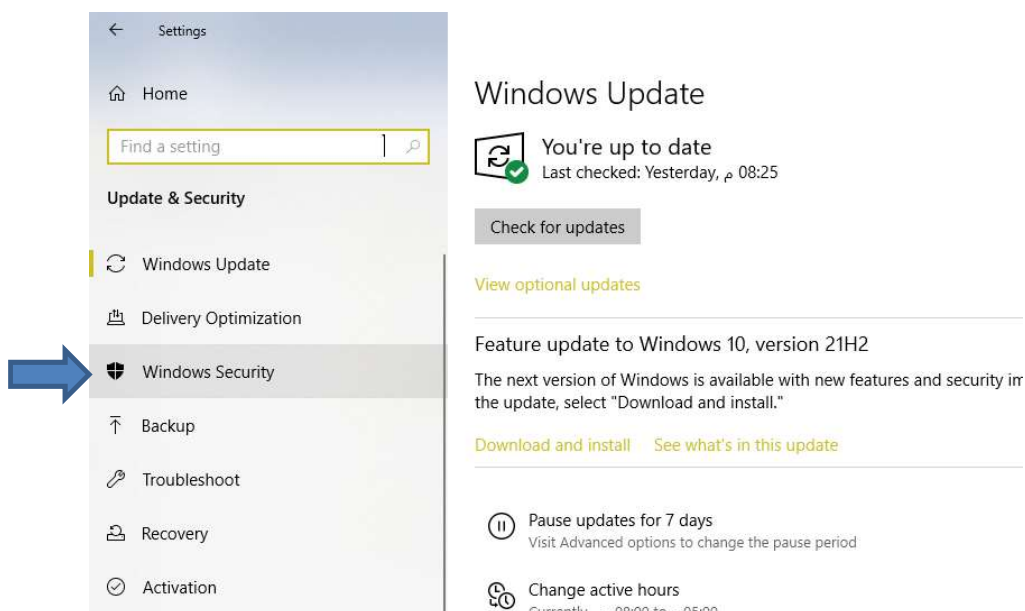 Settings
Home
Find a setting
Update & Security
Windows Update
Delivery Optimization
Windows Security
Backup
Troubleshoot
Recovery
Activation
Windows Update
You're up to date
Last checked: Yesterday, م 08:25
Check for updates
View optional updates
Feature update to Windows 10, version 21H2
The next version of Windows is available with new features and security
the update, select "Download and install."
Download and install See what's in this update
Pause updates for 7 days
Visit Advanced options to change the pause period
Change active hours